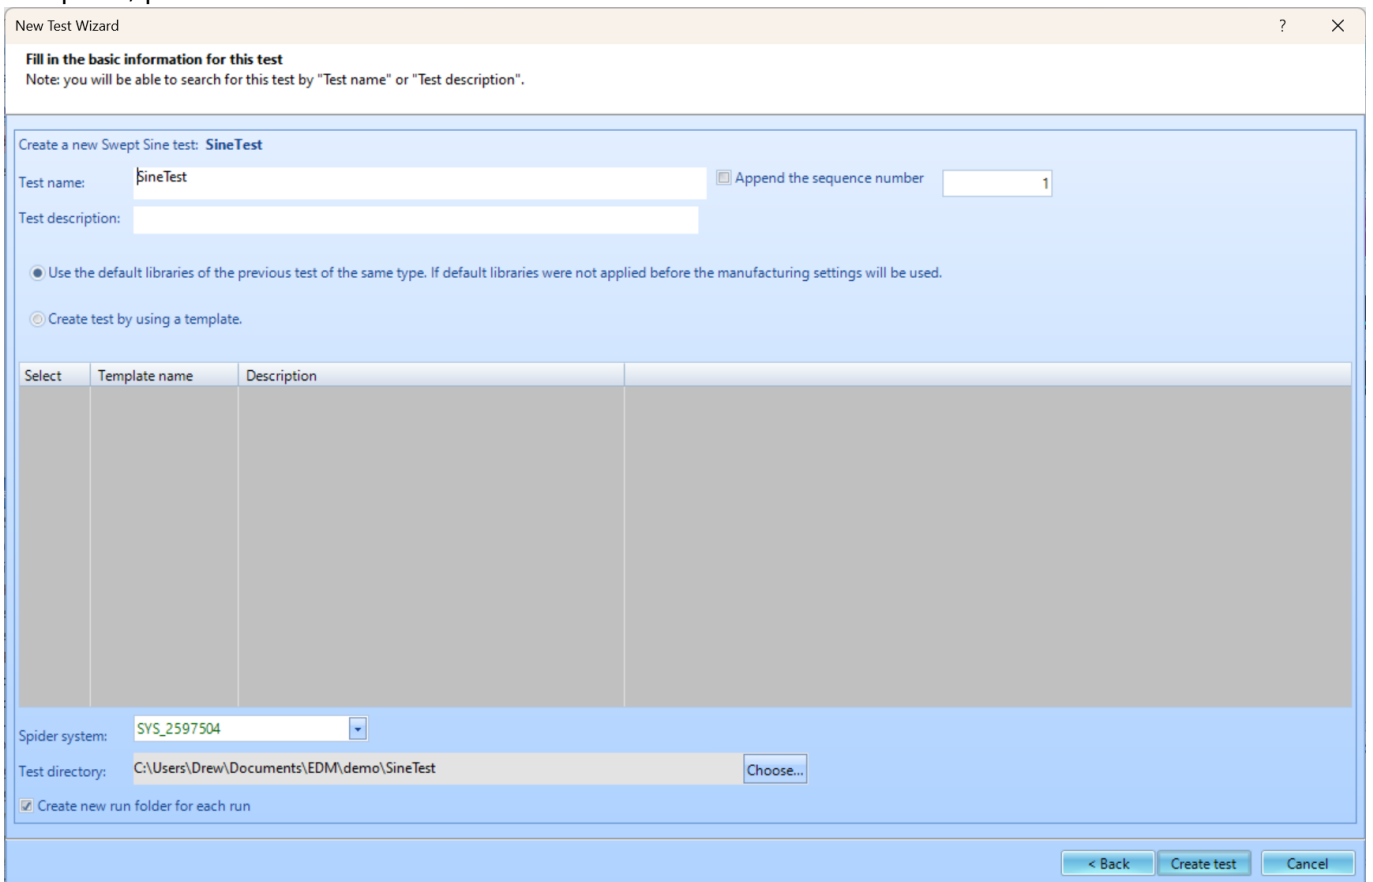 New Test Wizard ?
Fill in the basic information for this test
Note: you will be able to search for this test by "Test name" or "Test description".
Create a new Swept Sine test: SineTest
Test name: SineTest Append the sequence number 1
Test description:
Use the default libraries of the previous test of the same type. If default libraries were not applied before the manufacturing settings will be used.
Create test by using a template.
Select Template name Description
Spider system: SYS_2597504
Test directory: C:\Users\Drew\Documents\EDM\demo\SineTest Choose...
Create new run folder for each run
< Back Create test Cancel